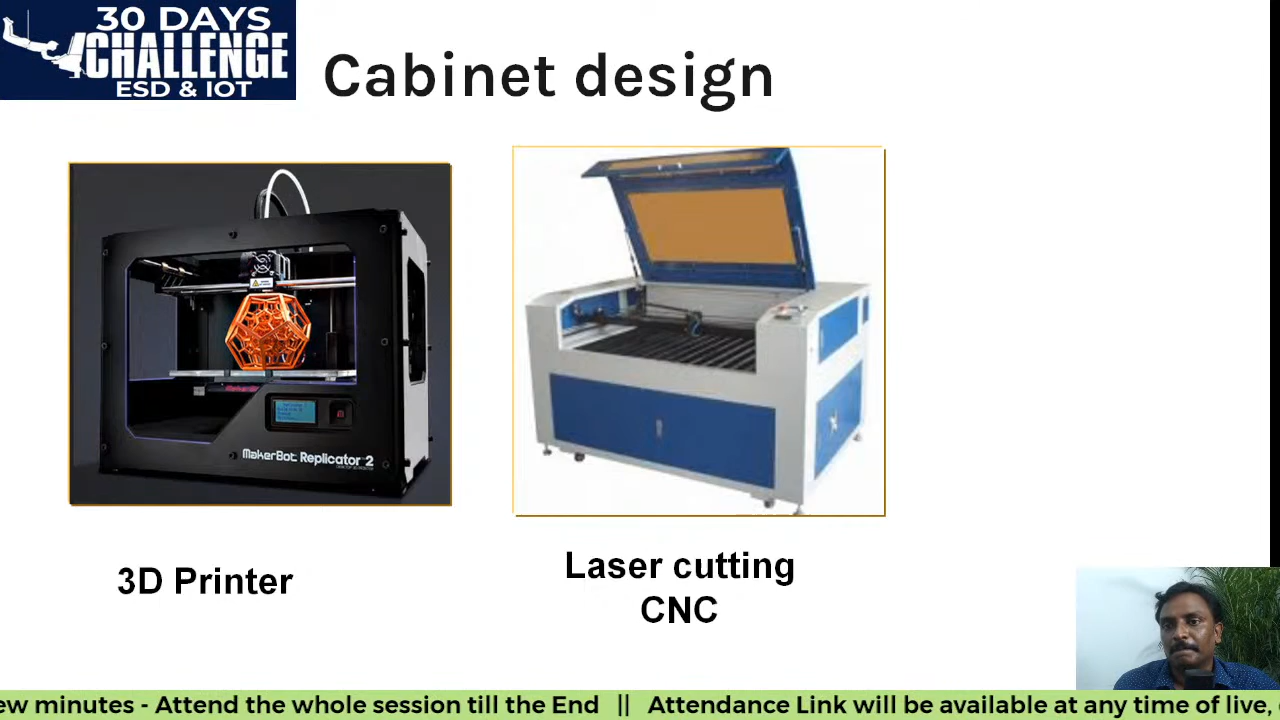 30 DAYS
CHALLENGE
ESD & IOT
Cabinet design
MakerBot Replicator 2
3D Printer
Laser cutting
CNC
ew minutes - Attend the whole session till the End || Attendance Link will be available at any time of live,